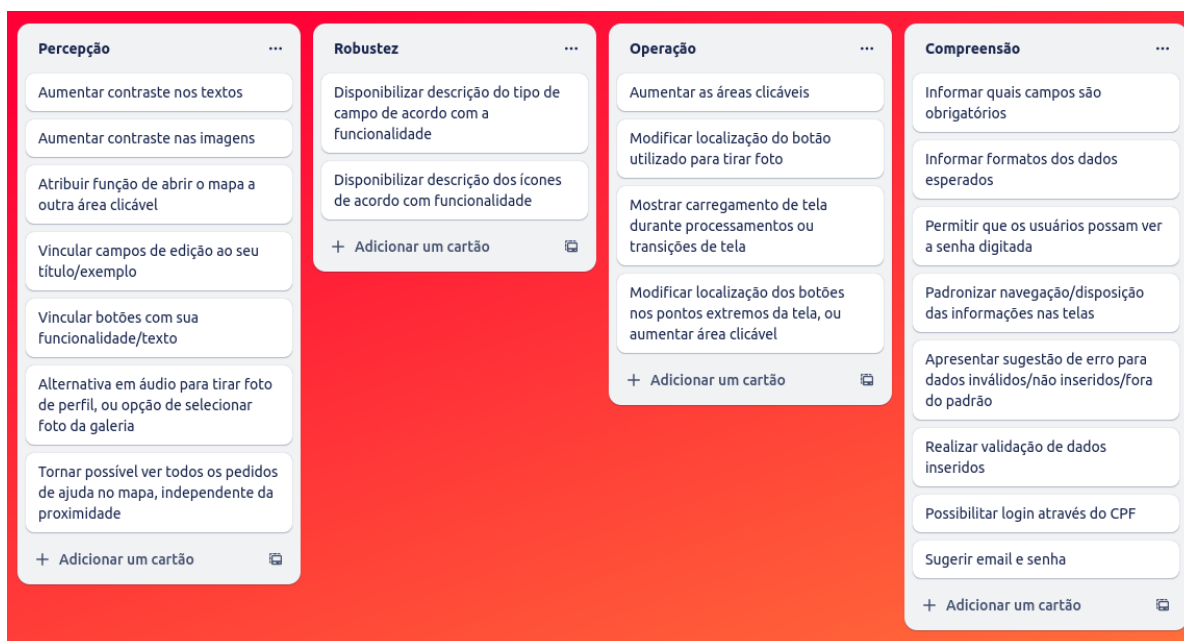 Percepção
Aumentar contraste nos textos
Aumentar contraste nas imagens
Atribuir função de abrir o mapa a
outra área clicável
Vincular campos de edição ao seu
título/exemplo
Vincular botões com sua
funcionalidade/texto
Alternativa em áudio para tirar foto
de perfil, ou opção de selecionar
foto da galeria
Tornar possível ver todos os pedidos
de ajuda no mapa, independente da
proximidade
+ Adicionar um cartão
Robustez
Disponibilizar descrição do tipo de
campo de acordo com a
funcionalidade
Disponibilizar descrição dos ícones
de acordo com funcionalidade
+ Adicionar um cartão
Operação
Aumentar as áreas clicáveis
Modificar localização do botão
utilizado para tirar foto
Mostrar carregamento de tela
durante processamentos ou
transições de tela
Modificar localização dos botões
nos pontos extremos da tela, ou
aumentar área clicável
+ Adicionar um cartão
Compreensão
Informar quais campos são
obrigatórios
Informar formatos dos dados
esperados
Permitir que os usuários possam ver
a senha digitada
Padronizar navegação/disposição
das informações nas telas
Apresentar sugestão de erro para
dados inválidos/não inseridos/fora
do padrão
Realizar validação de dados
inseridos
Possibilitar login através do CPF
Sugerir email e senha
+ Adicionar um cartão